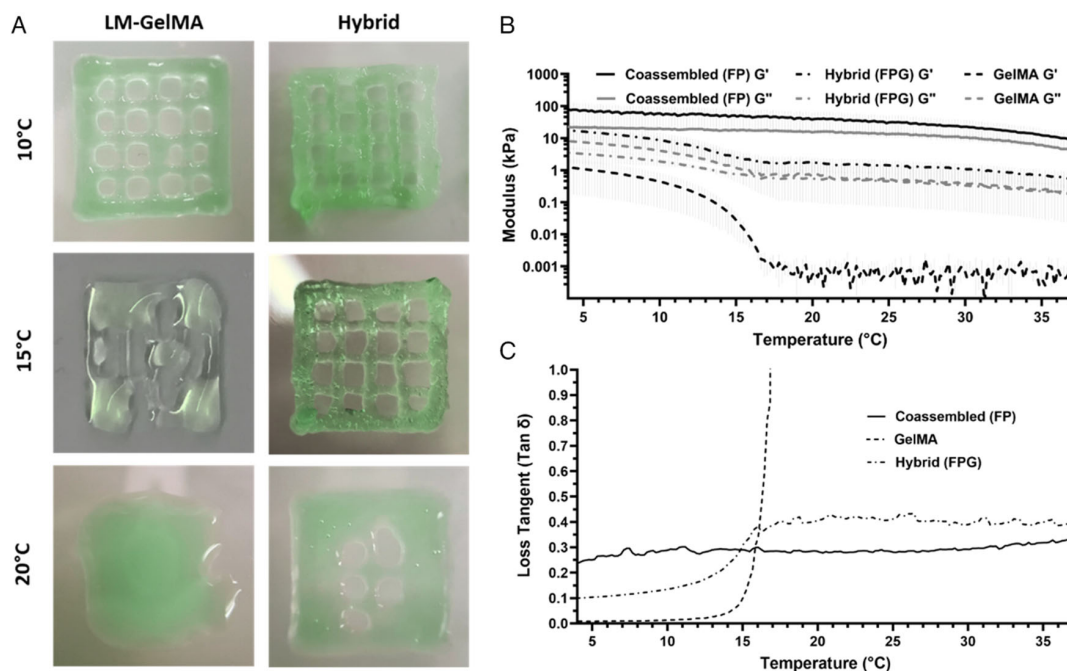 A
LM-GelMA
Hybrid
10°C
15°C
20°C
B
Coassembled (FP) G'
Hybrid (FPG) G'
GelMA G'
Coassembled (FP) G"
Hybrid (FPG) G"
GelMA G"
Modulus (kPa)
1000
100
10
1
0.1
0.01
0.001
5
10
15
20
25
30
35
Temperature (°C)
C
Loss Tangent (Tan δ)
1.0
0.9
0.8
0.7
0.6
0.5
0.4
0.3
0.2
0.1
0.0
Coassembled (FP)
GelMA
Hybrid (FPG)
5
10
15
20
25
30
35
Temperature (°C)